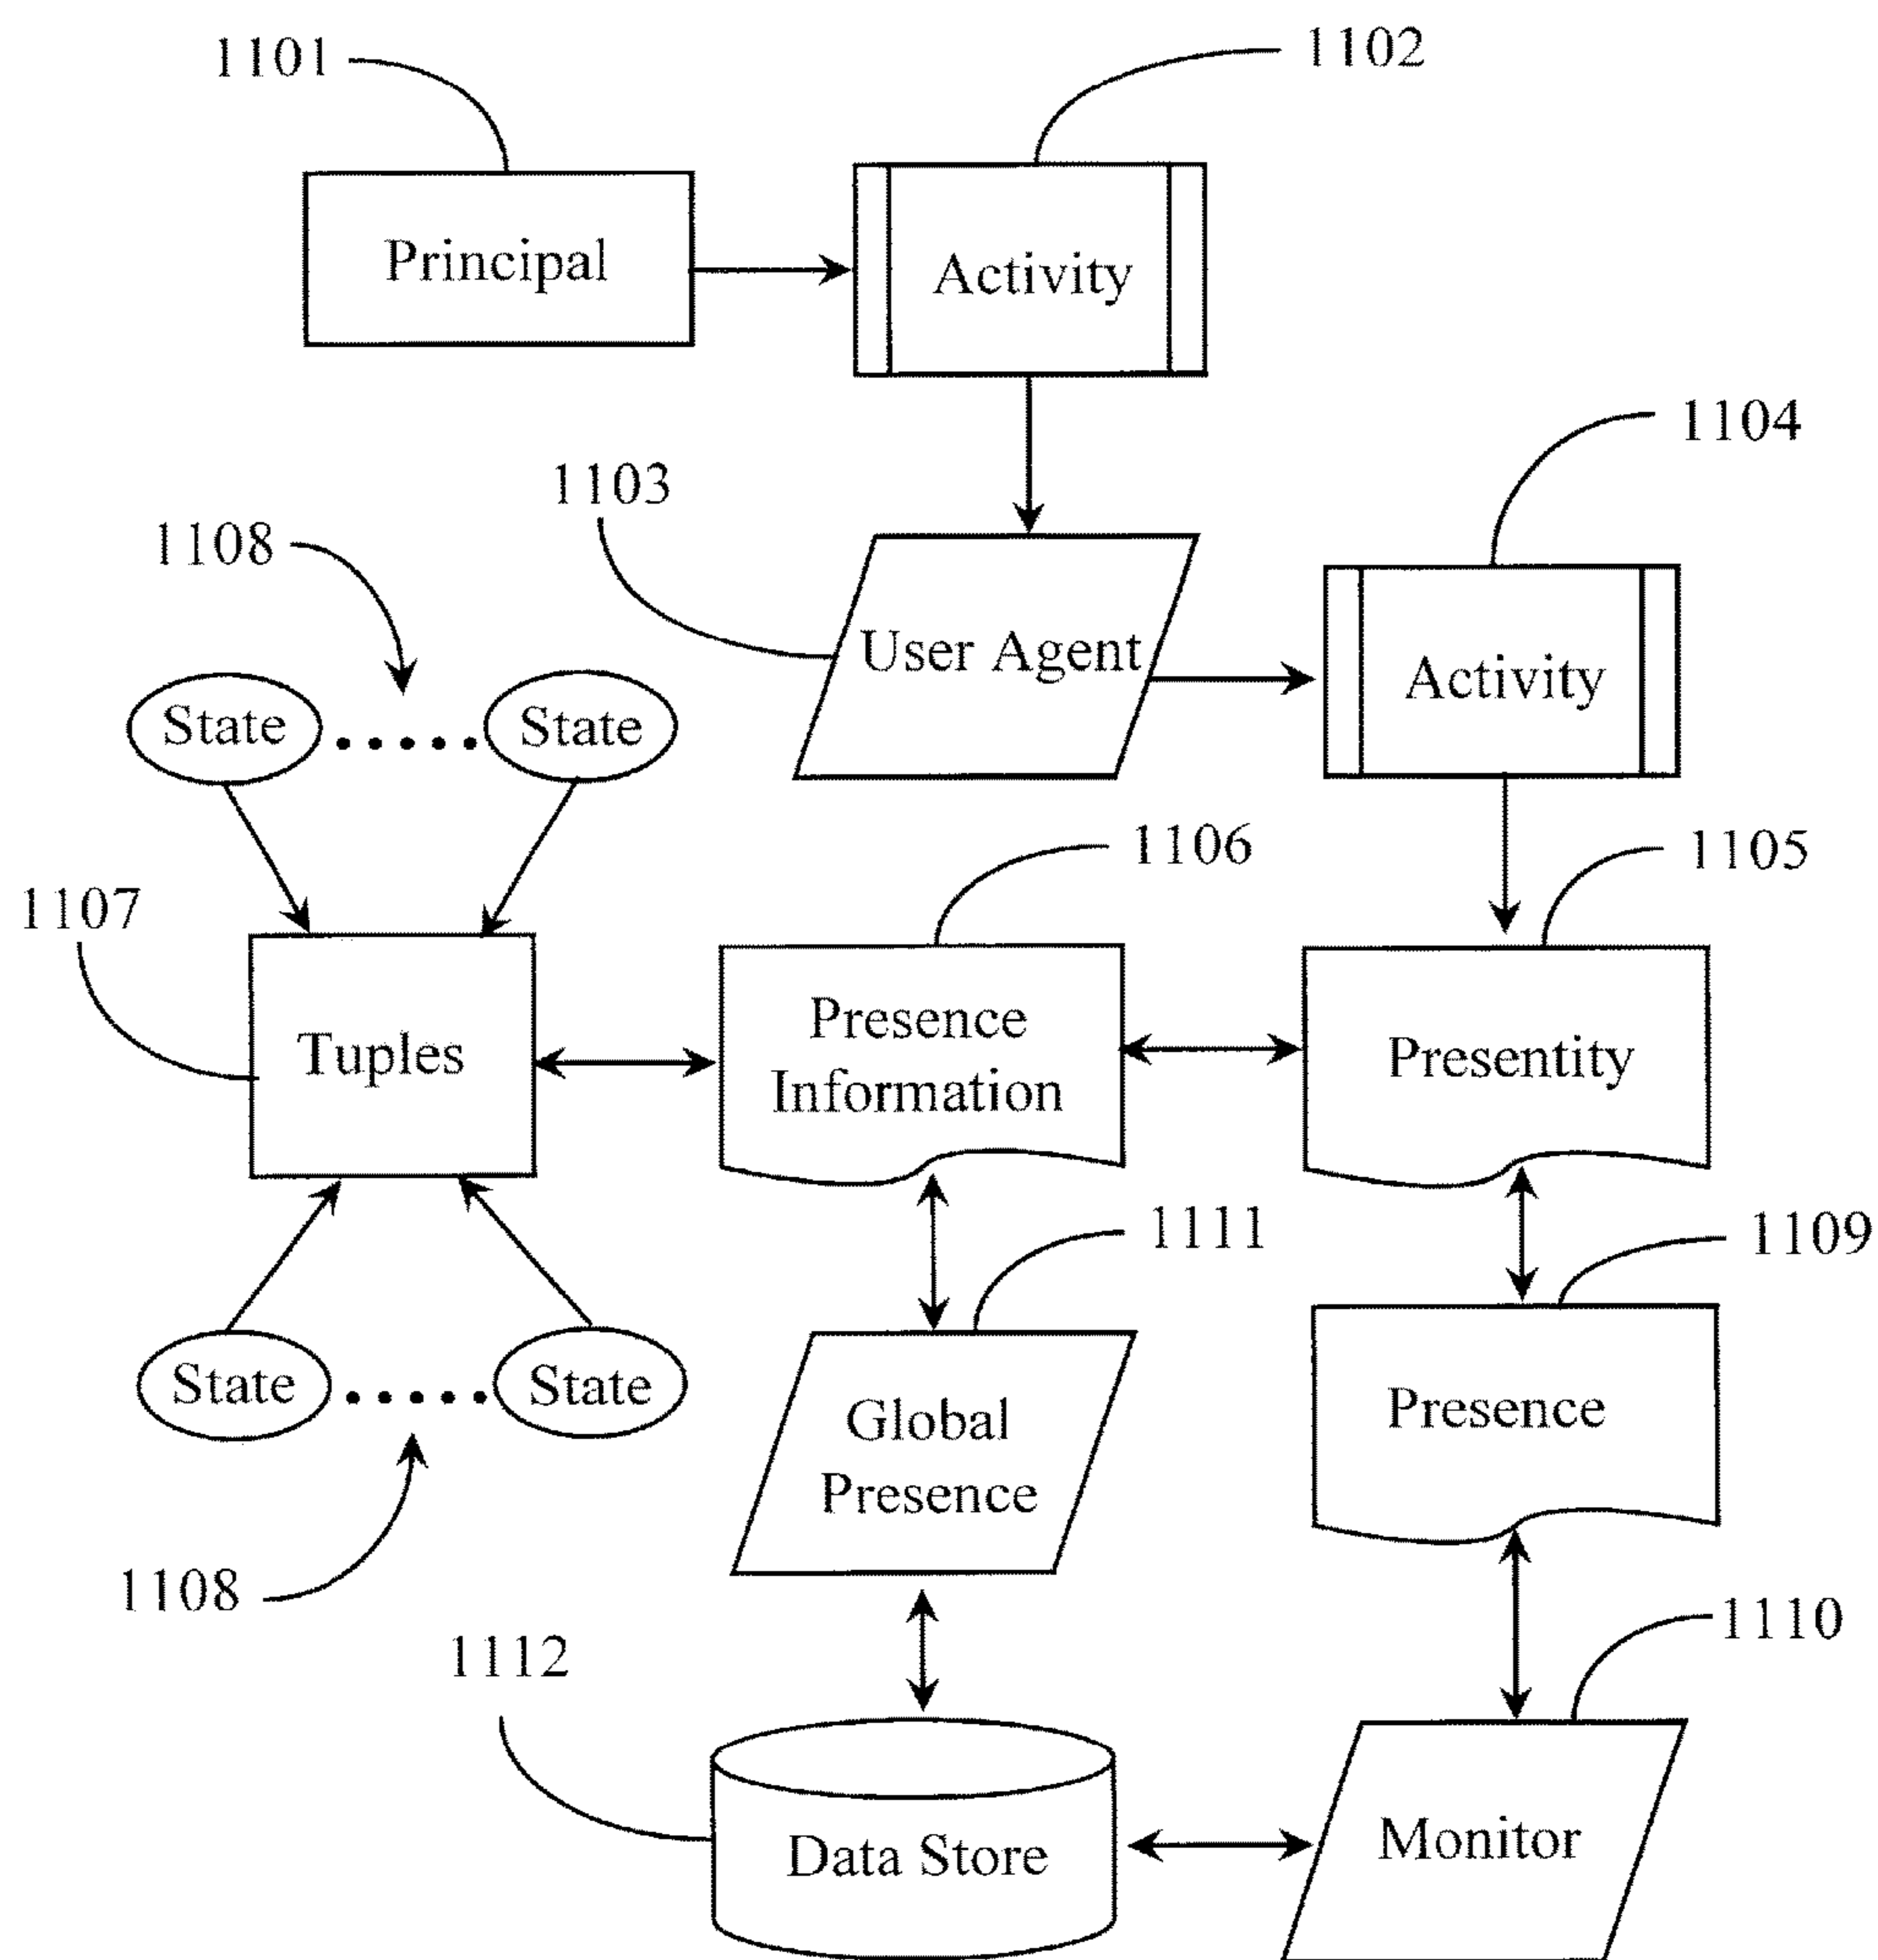 1101
1102
Principal
Activity
1104
1103
1108
User Agent
Activity
State
State
1106
1105
1107
Presence
Information
Tuples
Presentity
1111
1109
State
State
Global
Presence
Presence
1108
1110
1112
Data Store
Monitor